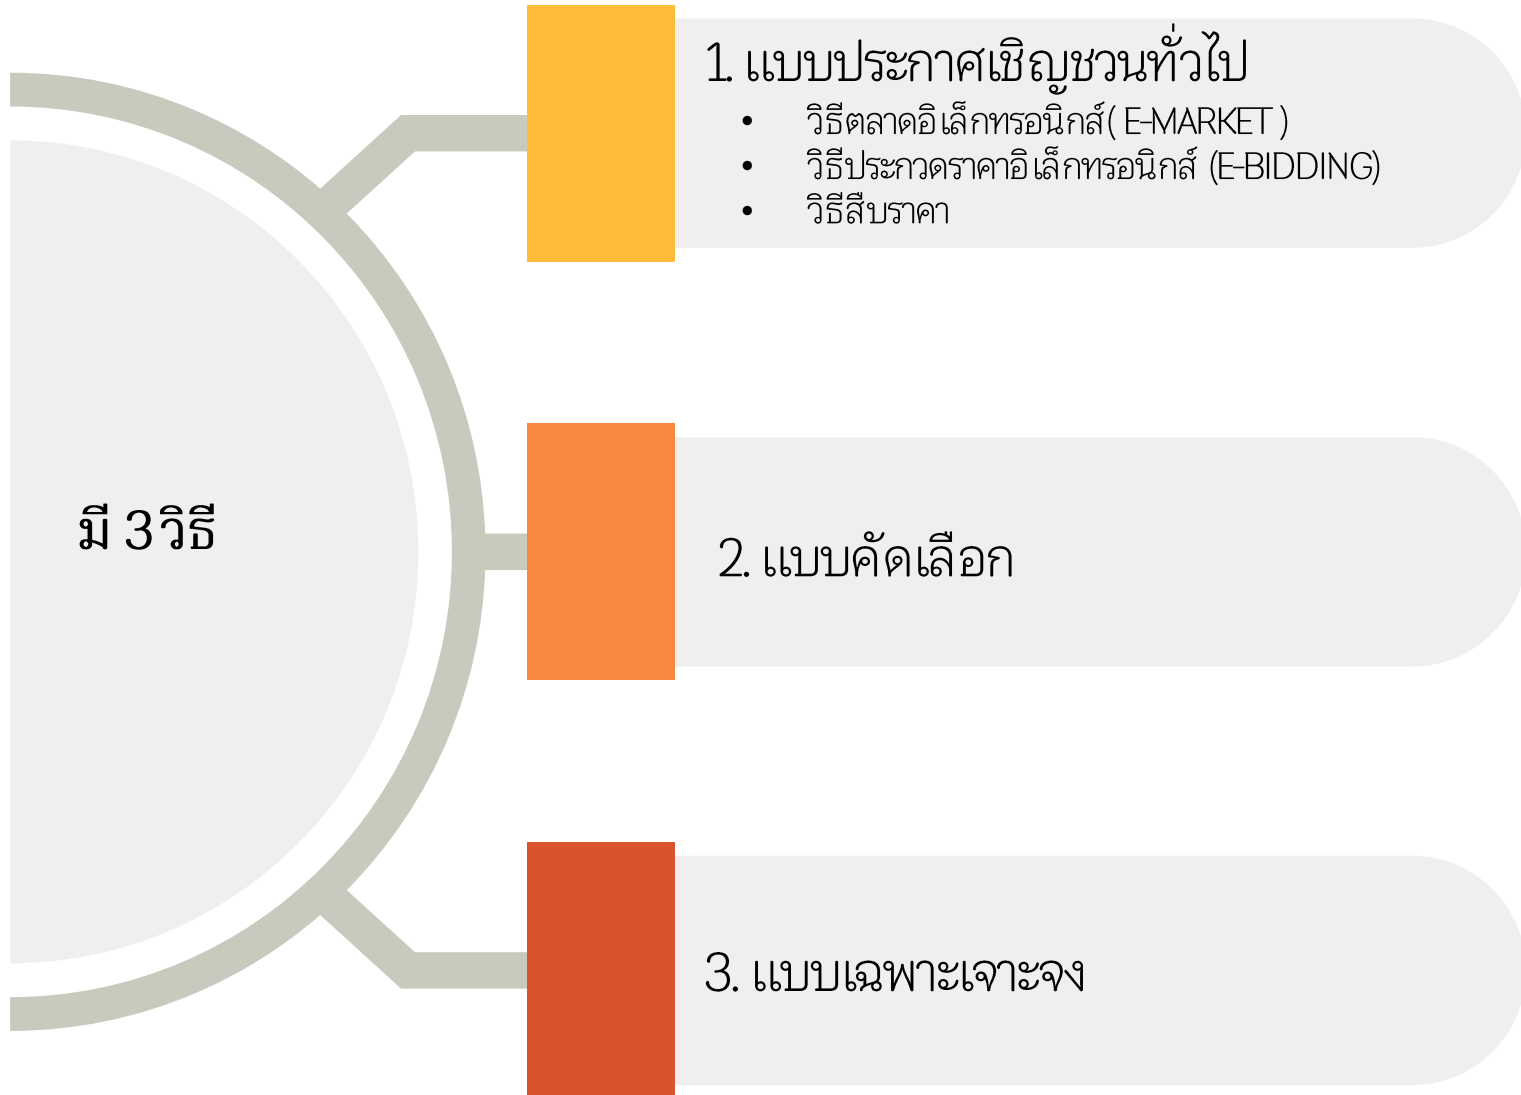 มี 3 วิธี
1. แบบประกาศเชิญชวนทั่วไป
• วิธีตลาดอิเล็กทรอนิกส์( E-MARKET )
• วิธีประกวดราคาอิเล็กทรอนิกส์ (E-BIDDING)
• วิธีสืบราคา
2. แบบคัดเลือก
3. แบบเฉพาะเจาะจง